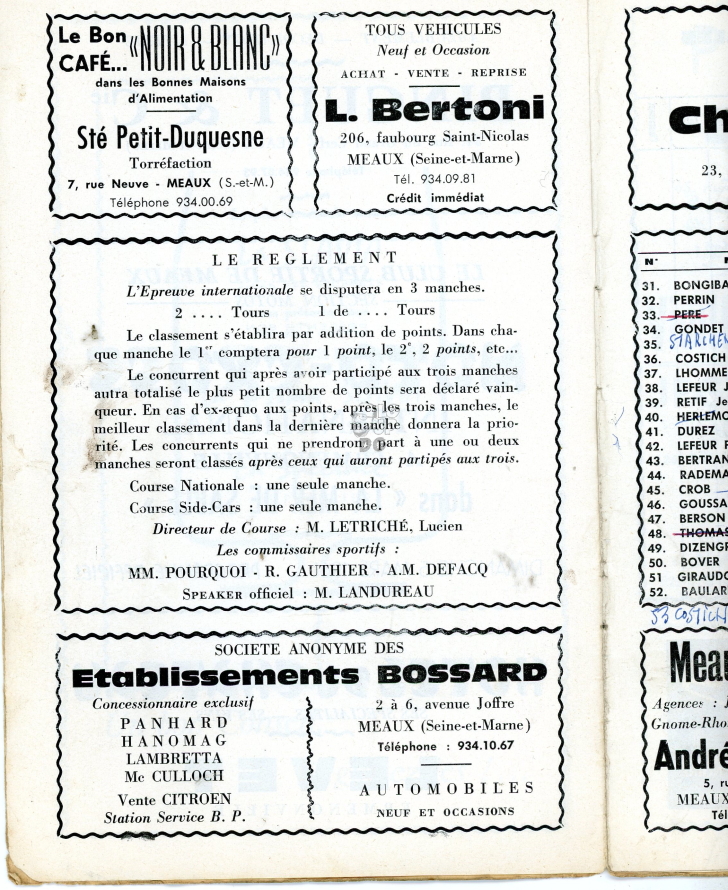 Le Bon «NOIR & BLANC»
CAFÉ...
dans les Bonnes Maisons
d'Alimentation
Sté Petit-Duquesne
Torréfaction
7, rue Neuve - MEAUX (S.-et-M.)
Téléphone 934.00.69
TOUS VEHICULES
Neuf et Occasion
ACHAT - VENTE - REPRISE
L. Bertoni
206, faubourg Saint-Nicolas
MEAUX (Seine-et-Marne)
Tél. 934.09.81
Crédit immédiat
LE REGLEMENT
L'Epreuve internationale se disputera en 3 manches.
2 .... Tours 1 de .... Tours
Le classement s'établira par addition de points. Dans cha-
que manche le 1er comptera pour 1 point, le 2e, 2 points, etc...
Le concurrent qui après avoir participé aux trois manches
autra totalisé le plus petit nombre de points sera déclaré vain-
queur. En cas d'ex-æquo aux points, après les trois manches, le
meilleur classement dans la dernière manche donnera la prio-
rité. Les concurrents qui ne prendront part à une ou deux
manches seront classés après ceux qui auront partipés aux trois.
Course Nationale : une seule manche.
Course Side-Cars : une seule manche.
Directeur de Course : M. LETRICHÉ, Lucien
Les commissaires sportifs :
MM. POURQUOI - R. GAUTHIER - A.M. DEFACQ
SPEAKER officiel : M. LANDUREAU
SOCIETE ANONYME DES
Etablissements BOSSARD
Concessionnaire exclusif
PANHARD
HANOMAG
LAMBRETTA
Mc CULLOCH
Vente CITROEN
Station Service B. P.
2 à 6, avenue Joffre
MEAUX (Seine-et-Marne)
Téléphone : 934.10.67
AUTOMOBILES
NEUF ET OCCASIONS
Ch
23,
N°
31. BONGIBA
32. PERRIN
33. PERE
34. GONDET
35.
36. COSTICH
37. LHOMME
38. LEFEUR J
39. RETIF Je
40. HERLEMO
41. DUREZ
42. LEFEUR F
43. BERTRAN
44. RADEMA
45. CROB
46. GOUSSA
47. BERSON
48. THOMAS
49. DIZENGR
50. BOVER
51 GIRAUDO
52. BAULAR
53 COSTICH
Meau
Agences : J
Gnome-Rho
André
5, ru
MEAUX
Tél